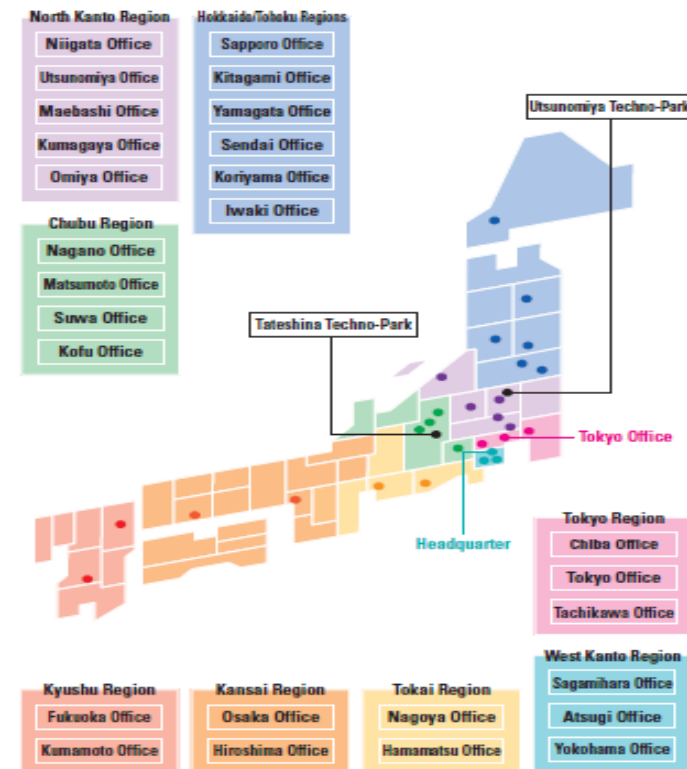 North Kanto Region
Niigata Office
Utsunomiya Office
Maebashi Office
Kumagaya Office
Omiya Office
Hokkaido/Tohoku Regions
Sapporo Office
Kitagami Office
Yamagata Office
Sendai Office
Koriyama Office
Iwaki Office
Utsunomiya Techno-Park
Chubu Region
Nagano Office
Matsumoto Office
Suwa Office
Kofu Office
Tateshina Techno-Park
Tokyo Office
Headquarter
Tokyo Region
Chiba Office
Tokyo Office
Tachikawa Office
West Kanto Region
Sagamihara Office
Atsugi Office
Yokohama Office
Kyushu Region
Fukuoka Office
Kumamoto Office
Kansai Region
Osaka Office
Hiroshima Office
Tokai Region
Nagoya Office
Hamamatsu Office